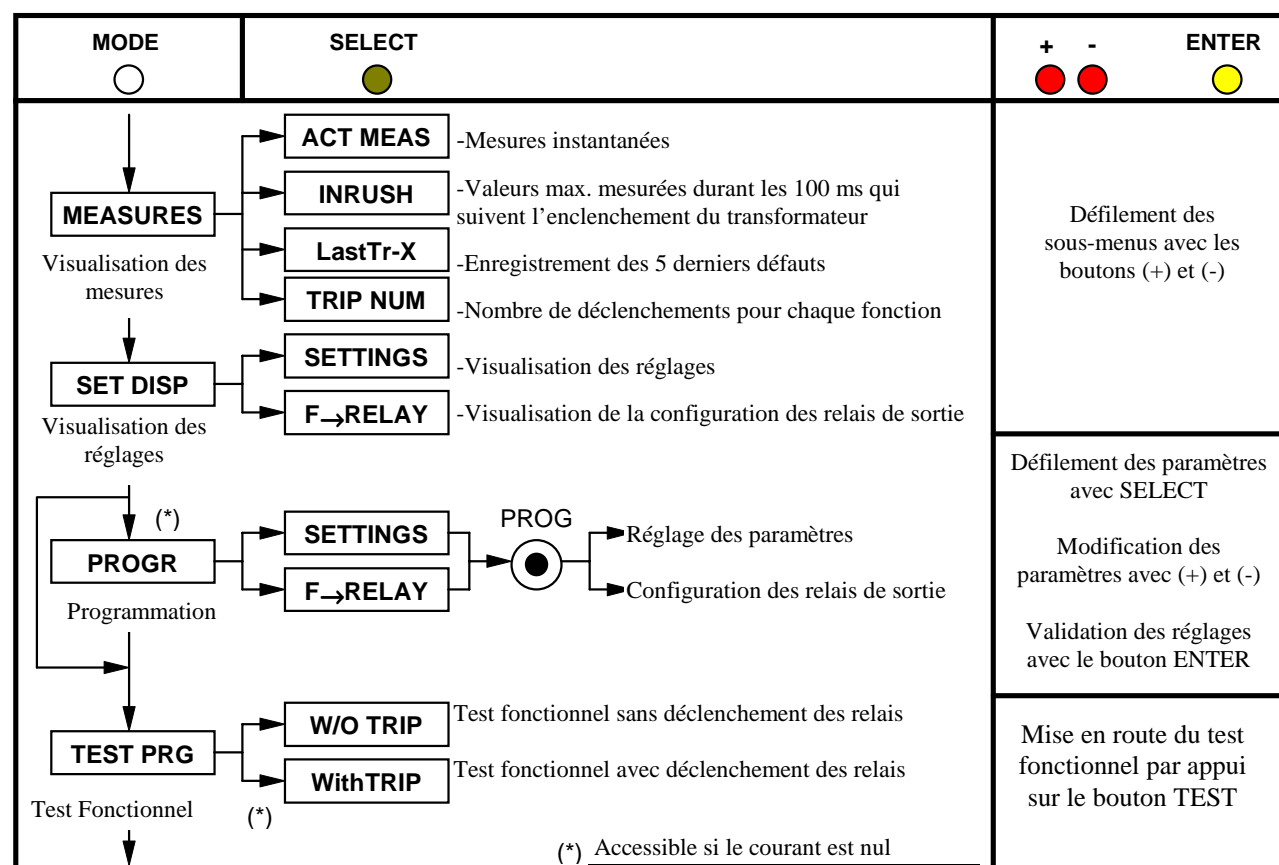 MODE
SELECT
+ - ENTER
ACT MEAS
-Mesures instantanées
INRUSH
-Valeurs max. mesurées durant les 100 ms qui
suivent l’enclenchement du transformateur
MEASURES
LastTr-X
-Enregistrement des 5 derniers défauts
Visualisation des
mesures
TRIP NUM
-Nombre de déclenchements pour chaque fonction
Défilement des
sous-menus avec les
boutons (+) et (-)
SETTINGS
-Visualisation des réglages
SET DISP
F→RELAY
-Visualisation de la configuration des relais de sortie
Visualisation des
réglages
(*)
PROGR
Programmation
SETTINGS
F→RELAY
PROG
Réglage des paramètres
Configuration des relais de sortie
Défilement des paramètres
avec SELECT
Modification des
paramètres avec (+) et (-)
Validation des réglages
avec le bouton ENTER
W/O TRIP
Test fonctionnel sans déclenchement des relais
TEST PRG
WithTRIP
Test fonctionnel avec déclenchement des relais
Test Fonctionnel
(*)
Mise en route du test
fonctionnel par appui
sur le bouton TEST
(*) Accessible si le courant est nul